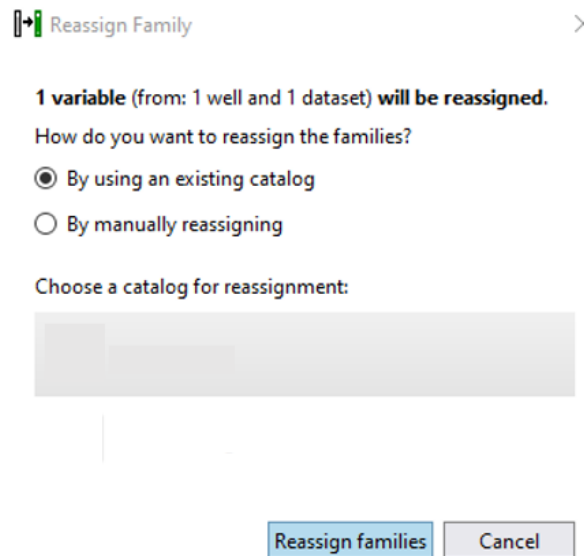 Reassign Family
1 variable (from: 1 well and 1 dataset) will be reassigned.
How do you want to reassign the families?
By using an existing catalog
By manually reassigning
Choose a catalog for reassignment:
Reassign families
Cancel